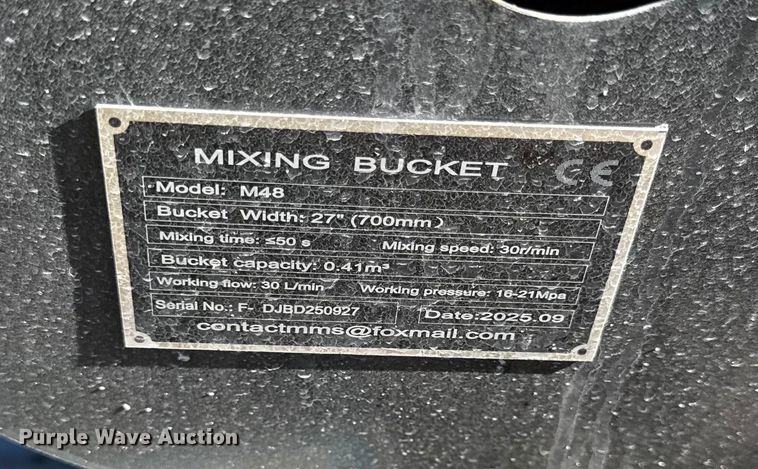 MIXING BUCKET CE
Model: M48
Bucket Width: 27" (700mm)
Mixing time: ≤50 s Mixing speed: 30r/min
Bucket capacity: 0.41m³
Working flow: 30 L/min Working pressure: 16-21Mpa
Serial No.: F- DJBD250927 Date:2025.09
contactmms@foxmail.com
Purple Wave Auction